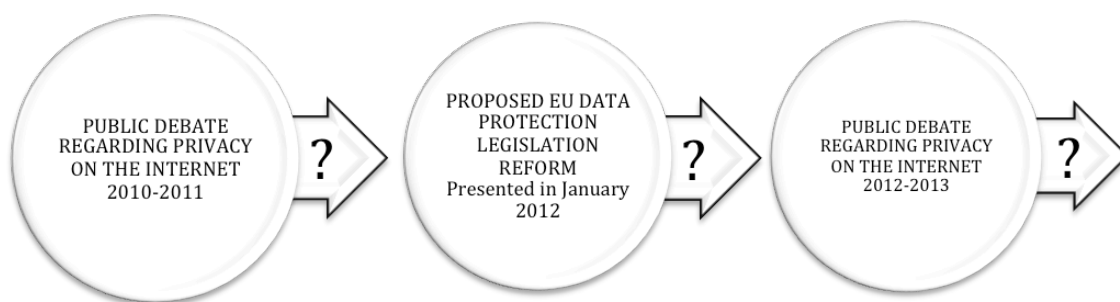 PUBLIC DEBATE
REGARDING PRIVACY
ON THE INTERNET
2010-2011
?
PROPOSED EU DATA
PROTECTION
LEGISLATION
REFORM
Presented in January
2012
?
PUBLIC DEBATE
REGARDING PRIVACY
ON THE INTERNET
2012-2013
?